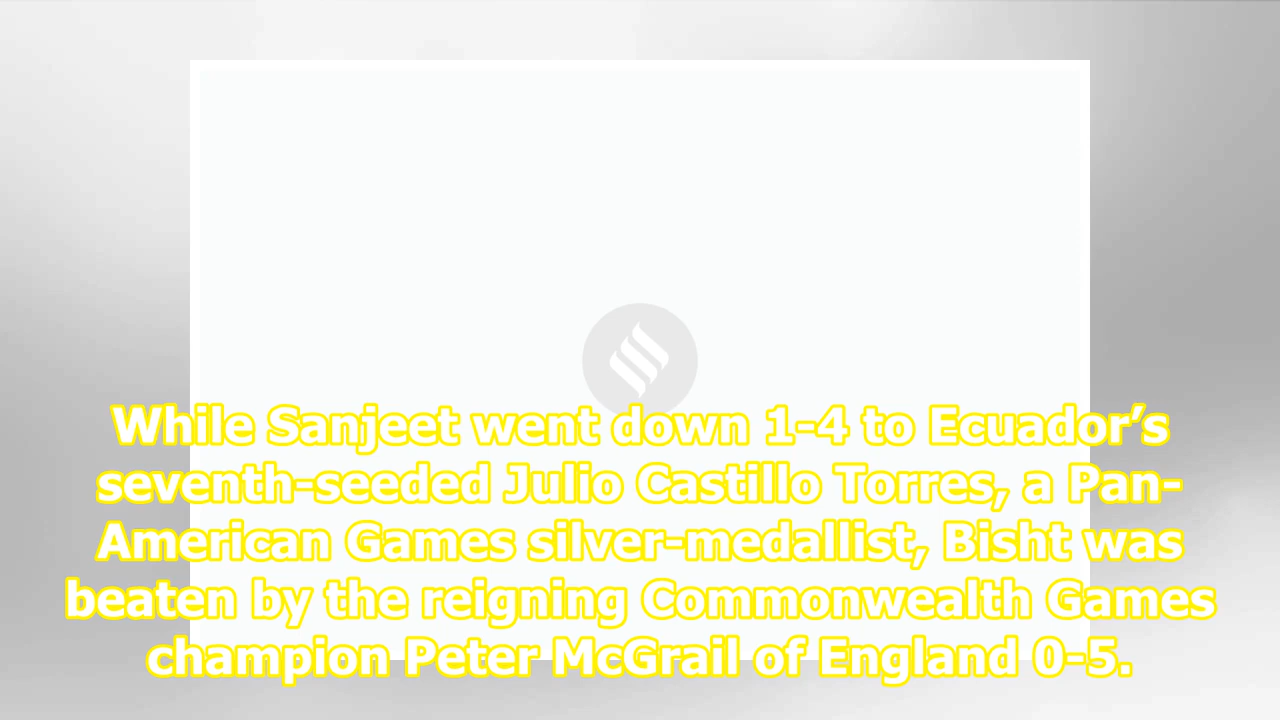 While Sanjeet went down 1-4 to Ecuador’s
seventh-seeded Julio Castillo Torres, a Pan-
American Games silver-medallist, Bisht was
beaten by the reigning Commonwealth Games
champion Peter McGrail of England 0-5.